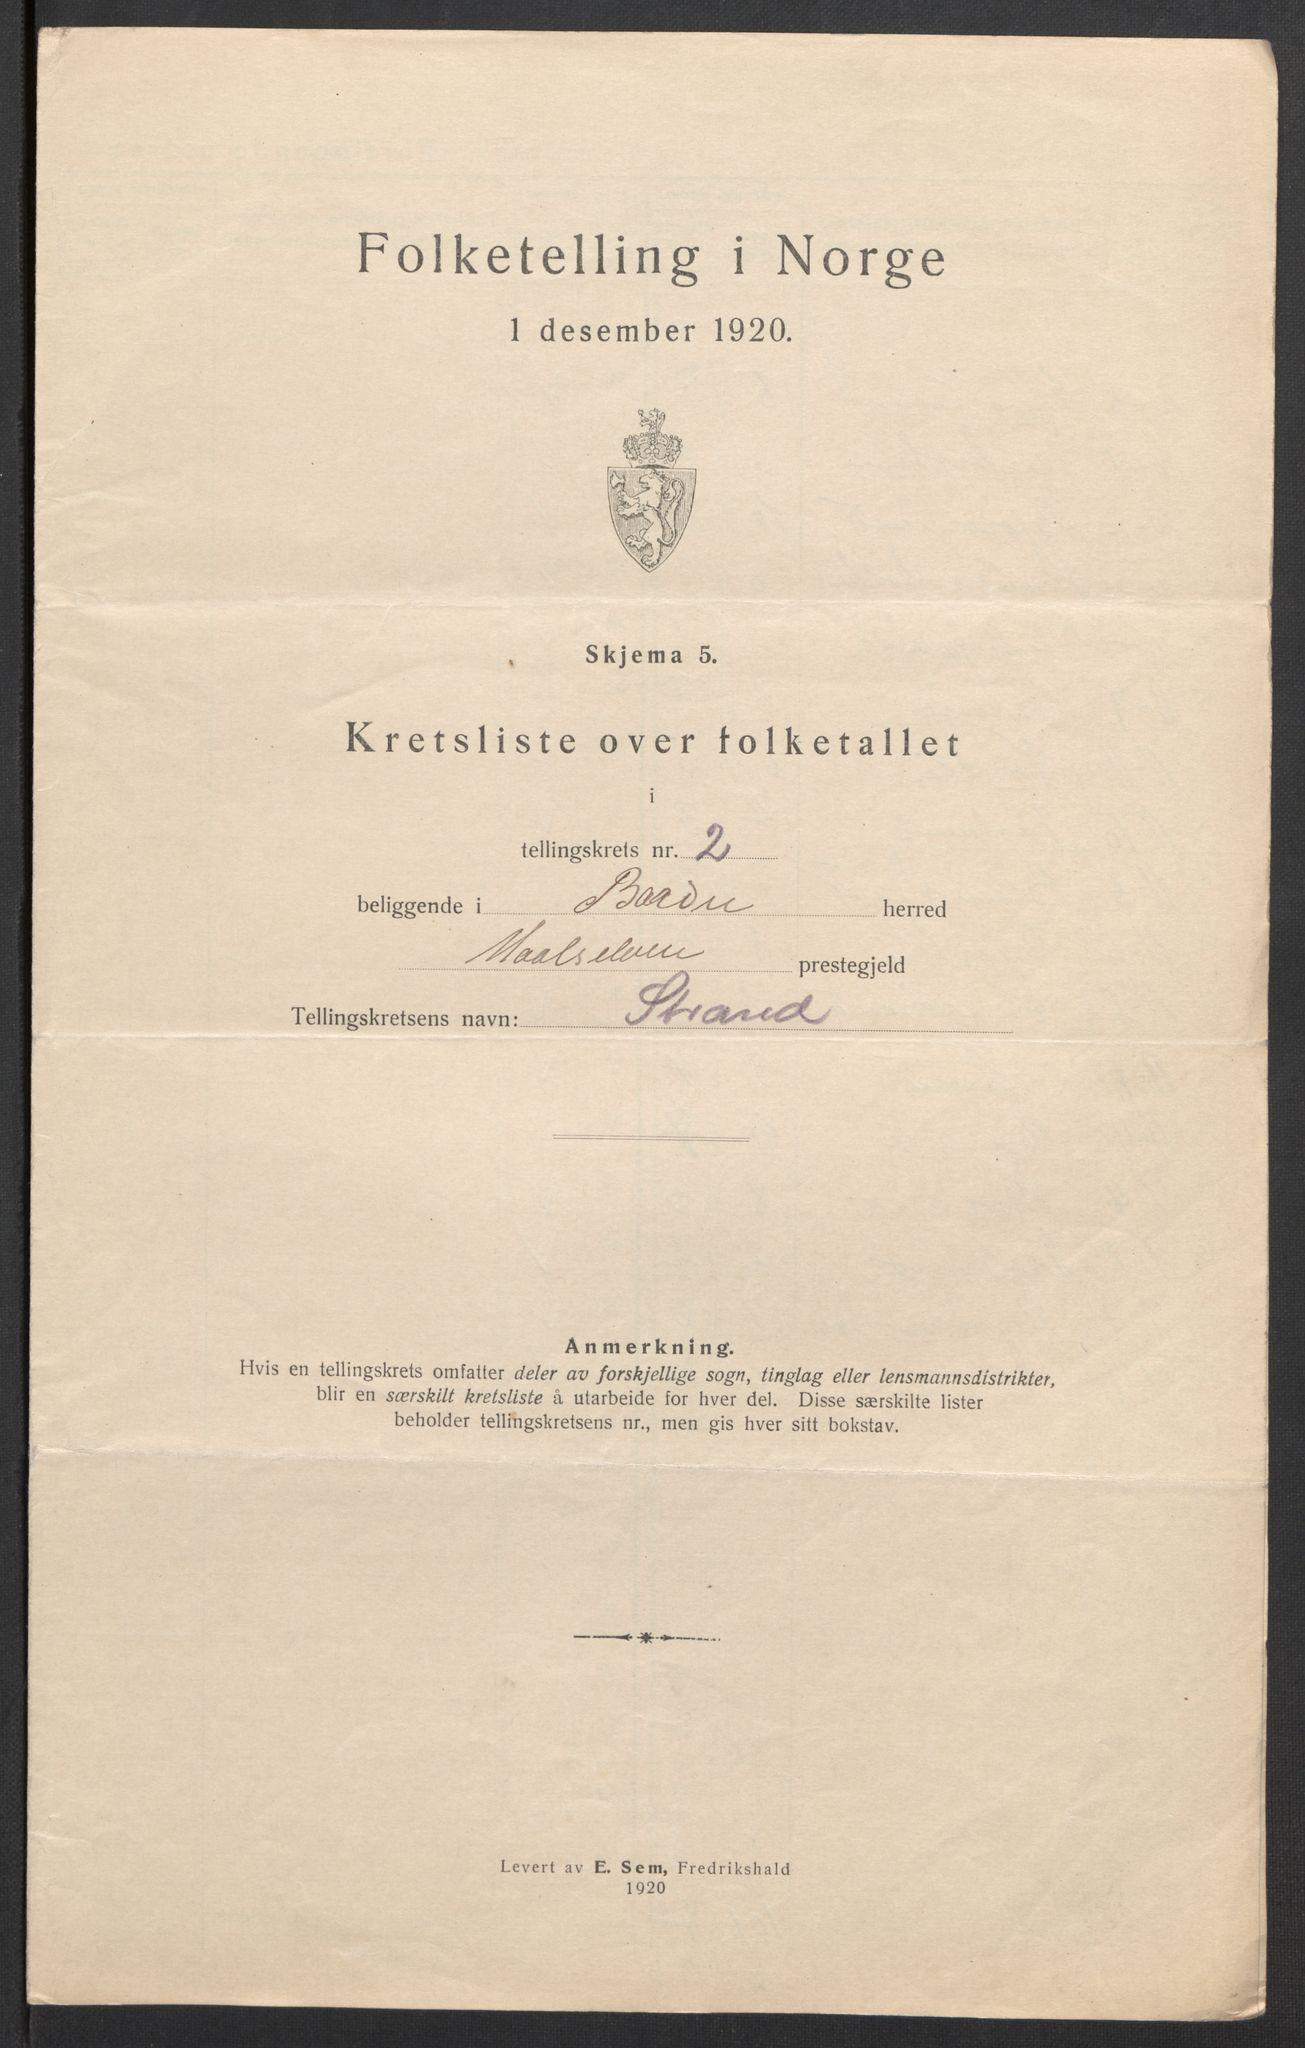 Folketelling i Norge
1 desember 1920.
Skjema 5.
Kretsliste over folketallet
i
tellingskrets nr. 2
beliggende i Bardu herred
Maalselven prestegjeld
Tellingskretsens navn: Strand
Anmerkning.
Hvis en tellingskrets omfatter deler av forskjellige sogn, tinglag eller lensmannsdistrikter,
blir en særskilt kretsliste å utarbeide for hver del. Disse særskilte lister
beholder tellingskretsens nr., men gis hver sitt bokstav.
Levert av E. Sem, Fredrikshald
1920